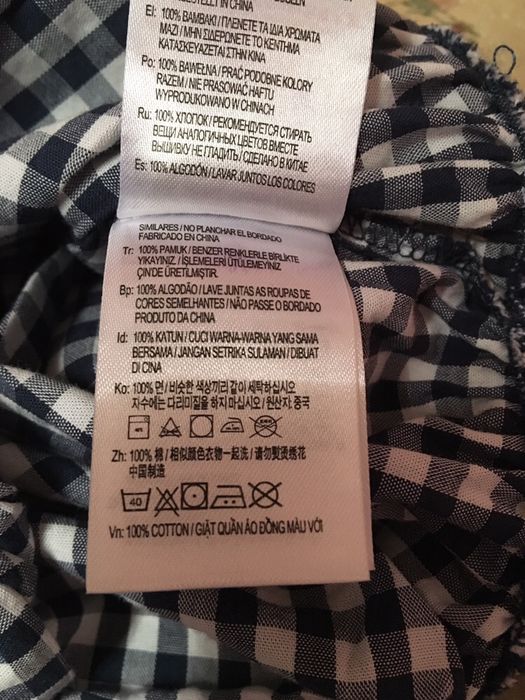 El: 100% ΒΑΜΒΑΚΙ / ΠΛΕΝΕΤΕ ΤΑ ΙΔΙΑ ΧΡΩΜΑΤΑ
ΜΑΖΙ / ΜΗΝ ΣΙΔΕΡΩΝΕΤΕ ΤΟ ΚΕΝΤΗΜΑ
ΚΑΤΑΣΚΕΥΑΖΕΤΑΙ ΣΤΗΝ ΚΙΝΑ
Po: 100% BAWEŁNA / PRAĆ PODOBNE KOLORY
RAZEM / NIE PRASOWAĆ HAFTU
WYPRODUKOWANO W CHINACH
Ru: 100% ХЛОПОК / РЕКОМЕНДУЕТСЯ СТИРАТЬ
ВЕЩИ АНАЛОГИЧНЫХ ЦВЕТОВ ВМЕСТЕ
ВЫШИВКУ НЕ ГЛАДИТЬ / СДЕЛАНО В КИТАЕ
Es: 100% ALGODÓN / LAVAR JUNTOS LOS COLORES
SIMILARES / NO PLANCHAR EL BORDADO
FABRICADO EN CHINA
Tr: 100% PAMUK / BENZER RENKLERLE BİRLİKTE
YIKAYINIZ. / İŞLEMELERİ ÜTÜLEMEYİNİZ
ÇİN'DE ÜRETİLMİŞTİR.
Bp: 100% ALGODÃO / LAVE JUNTAS AS ROUPAS DE
CORES SEMELHANTES / NÃO PASSE O BORDADO
PRODUTO DA CHINA
Id: 100% KATUN / CUCI WARNA-WARNA YANG SAMA
BERSAMA / JANGAN SETRIKA SULAMAN / DIBUAT
DI CINA
Ko: 100% 면 / 비슷한 색상끼리 같이 세탁하십시오
자수에는 다리미질을 하지 마십시오 / 원산지: 중국
Zh: 100% 棉 / 相似颜色衣物一起洗 / 请勿熨烫绣花
中国制造
40
Vn: 100% COTTON / GIẶT QUẦN ÁO ĐỒNG MÀU VỚI